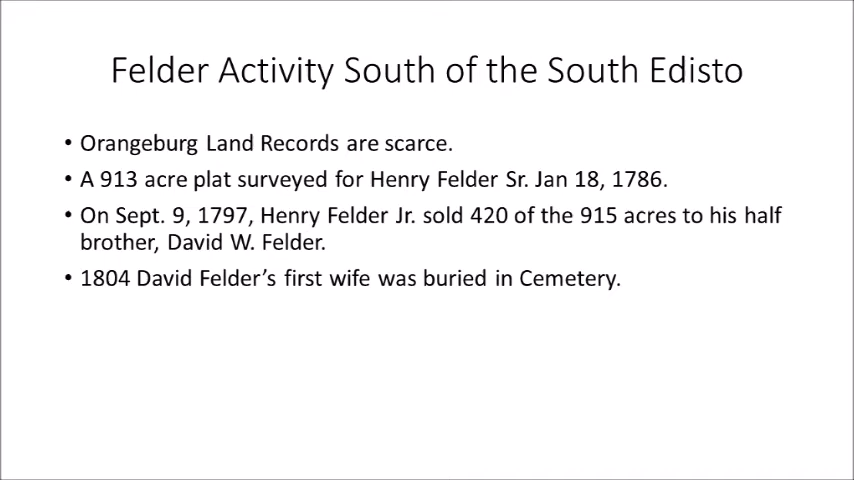 Felder Activity South of the South Edisto
• Orangeburg Land Records are scarce.
• A 913 acre plat surveyed for Henry Felder Sr. Jan 18, 1786.
• On Sept. 9, 1797, Henry Felder Jr. sold 420 of the 915 acres to his half
brother, David W. Felder.
• 1804 David Felder’s first wife was buried in Cemetery.